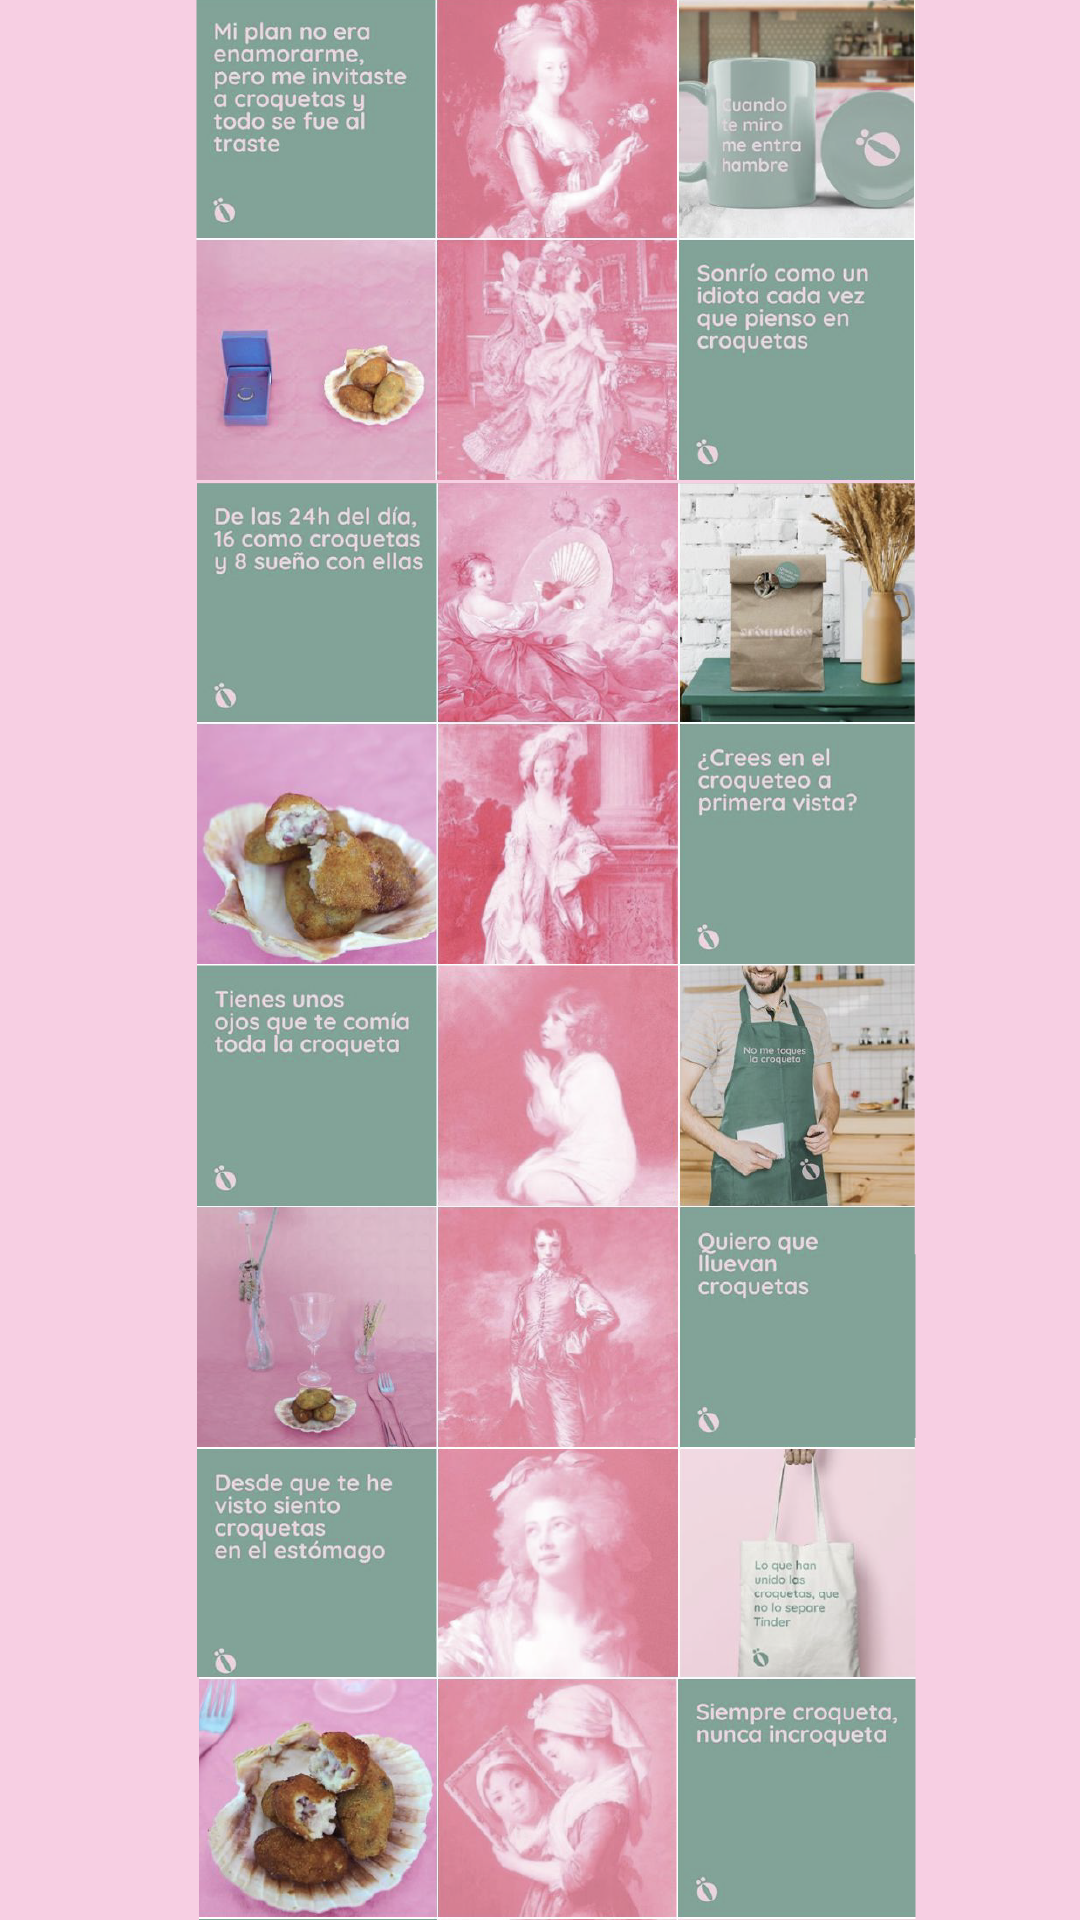 Mi plan no era
enamorarme,
pero me invitaste
a croquetas y
todo se fue al
traste
Cuando
te miro
me entra
hambre
Sonrío como un
idiota cada vez
que pienso en
croquetas
De las 24h del día,
16 como croquetas
y 8 sueño con ellas
croqueteo
¿Crees en el
croqueteo a
primera vista?
Tienes unos
ojos que te comía
toda la croqueta
No me toques
la croqueta
Quiero que
lluevan
croquetas
Desde que te he
visto siento
croquetas
en el estómago
Lo que han
unido las
croquetas, que
no lo separe
Tinder
Siempre croqueta,
nunca incroqueta